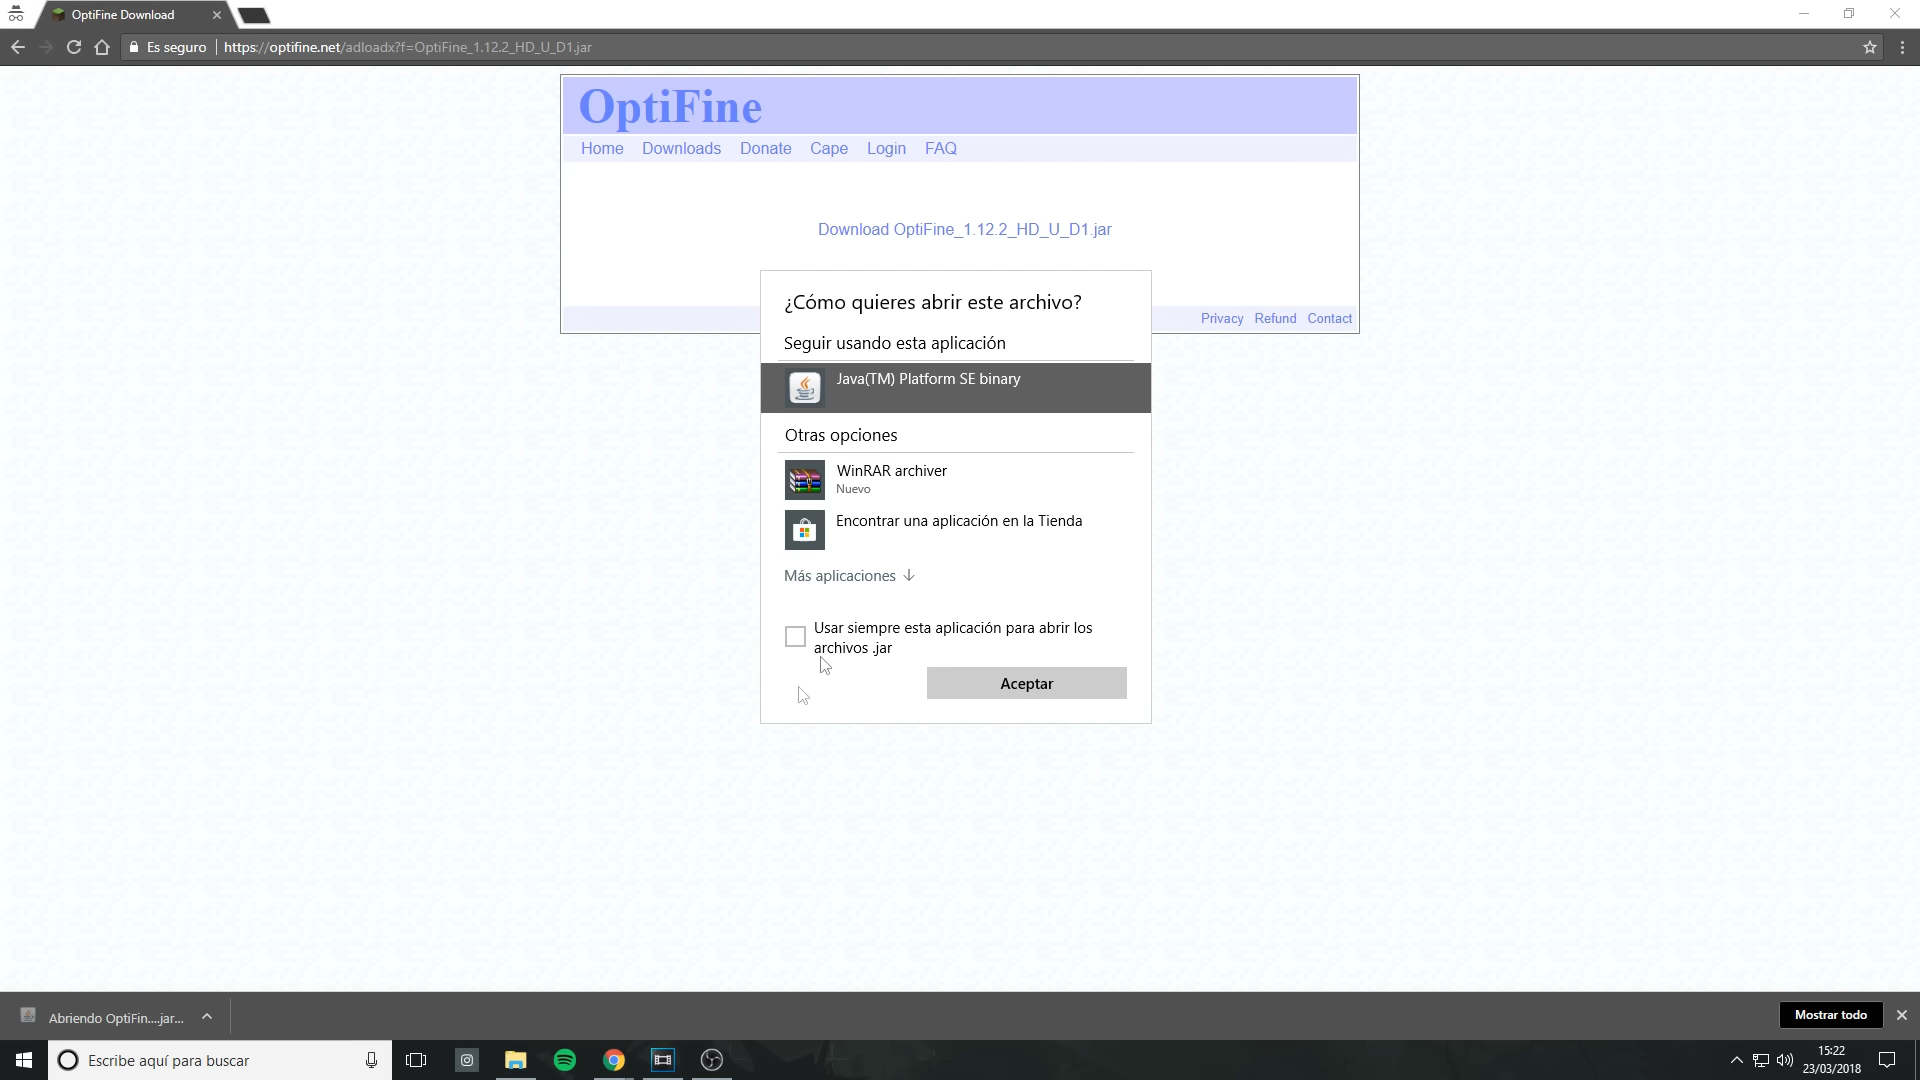 OptiFine Download
Es seguro
https://optifine.net/adloadx?f=OptiFine_1.12.2_HD_U_D1.jar
OptiFine
Home Downloads Donate Cape Login FAQ
Download OptiFine_1.12.2_HD_U_D1.jar
Privacy Refund Contact
¿Cómo quieres abrir este archivo?
Seguir usando esta aplicación
Java(TM) Platform SE binary
Otras opciones
WinRAR archiver
Nuevo
Encontrar una aplicación en la Tienda
Más aplicaciones
Usar siempre esta aplicación para abrir los
archivos .jar
Aceptar
Abriendo OptiFin....jar...
Mostrar todo
Escribe aquí para buscar
15:22
23/03/2018